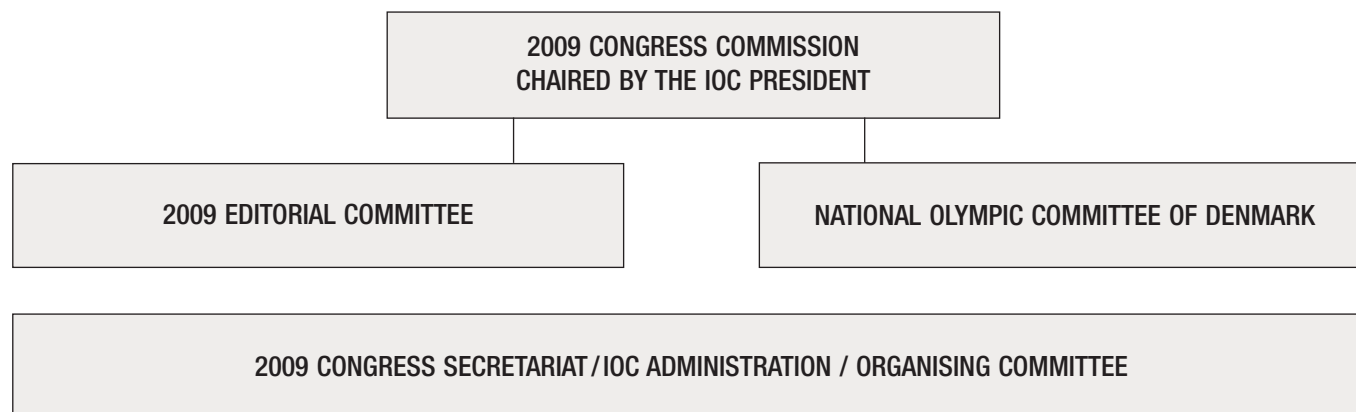 2009 CONGRESS COMMISSION
CHAIRED BY THE IOC PRESIDENT
2009 EDITORIAL COMMITTEE
NATIONAL OLYMPIC COMMITTEE OF DENMARK
2009 CONGRESS SECRETARIAT / IOC ADMINISTRATION / ORGANISING COMMITTEE